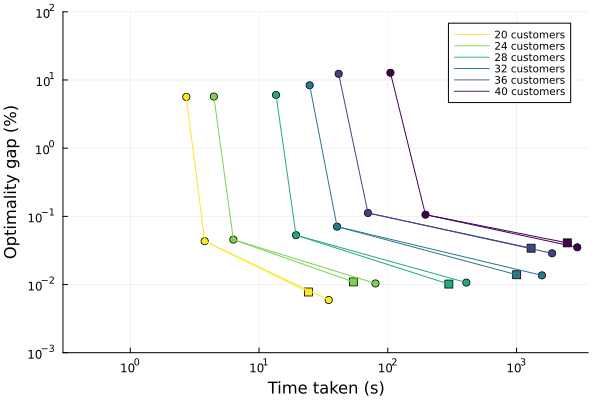 10²
10¹
10⁰
10⁻¹
10⁻²
10⁻³
Optimality gap (%)
20 customers
24 customers
28 customers
32 customers
36 customers
40 customers
10⁰ 10¹ 10² 10³
Time taken (s)